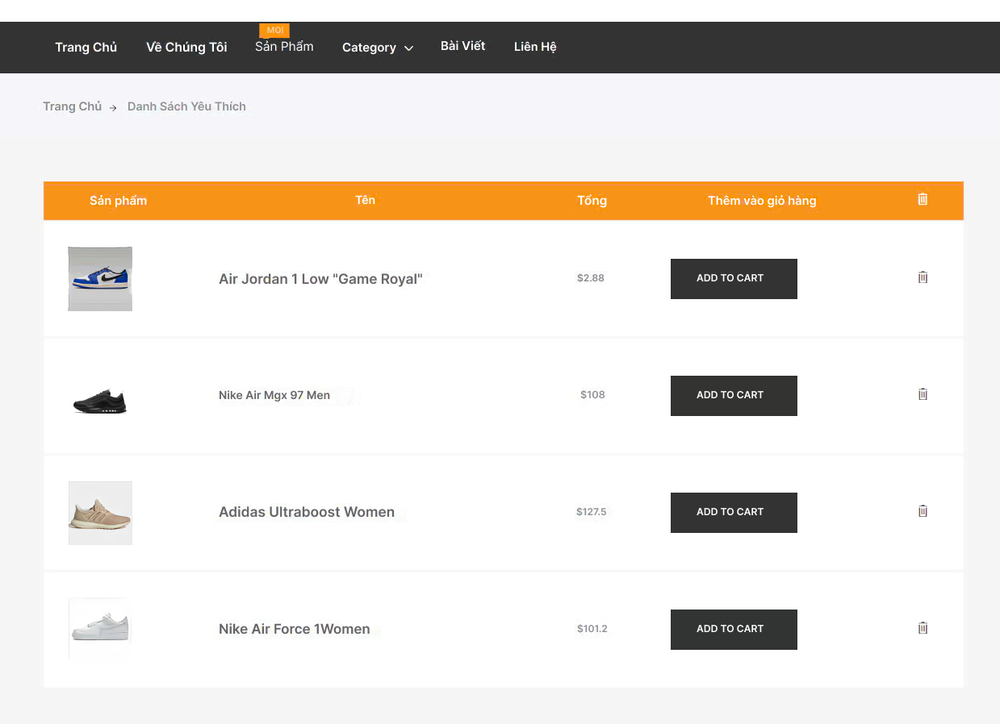 MOI
Trang Chủ Về Chúng Tôi Sản Phẩm Category Bài Viết Liên Hệ
Trang Chủ → Danh Sách Yêu Thích
Sản phẩm Tên Tổng Thêm vào giỏ hàng
Air Jordan 1 Low "Game Royal" $2.88 ADD TO CART
Nike Air Mgx 97 Men $108 ADD TO CART
Adidas Ultraboost Women $127.5 ADD TO CART
Nike Air Force 1Women $101.2 ADD TO CART